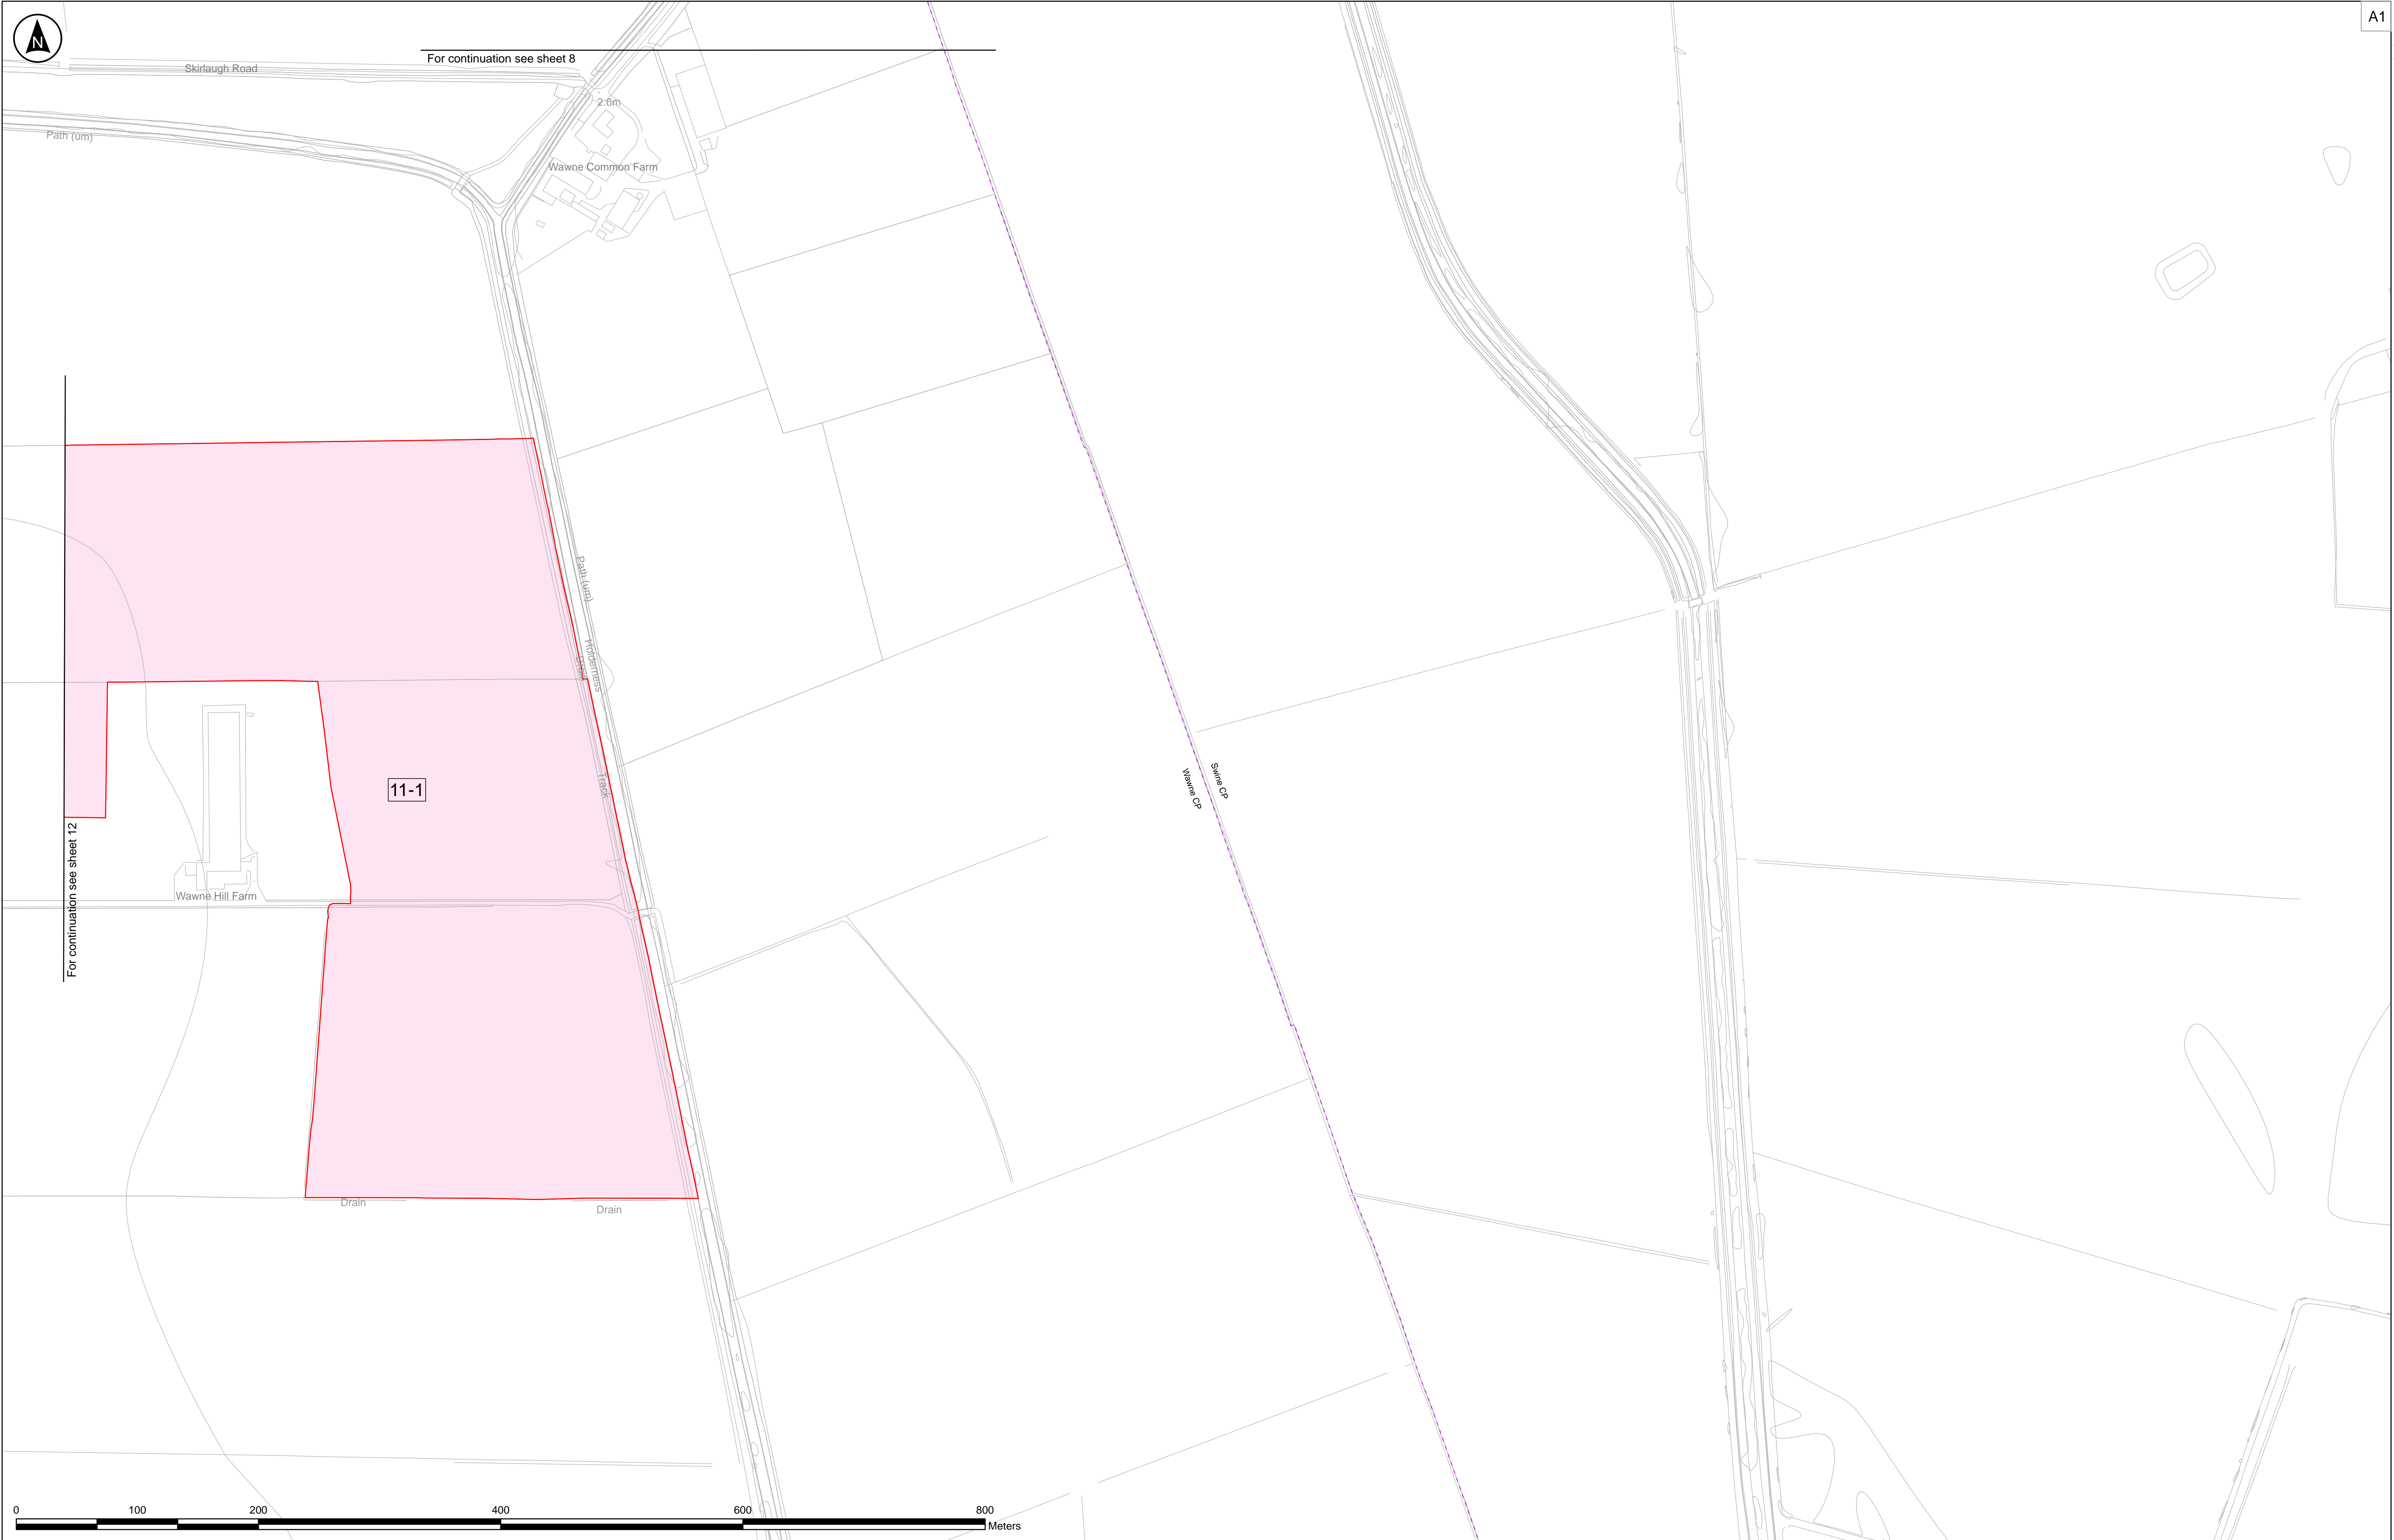 A1
N
For continuation see sheet 8
Skirlaugh Road
2.6m
Path (um)
Wawne Common Farm
Path (um)
Holderness
Drain
Track
11-1
Swine CP
Wawne CP
For continuation see sheet 12
Wawne Hill Farm
Drain
Drain
0 100 200 400 600 800
Meters